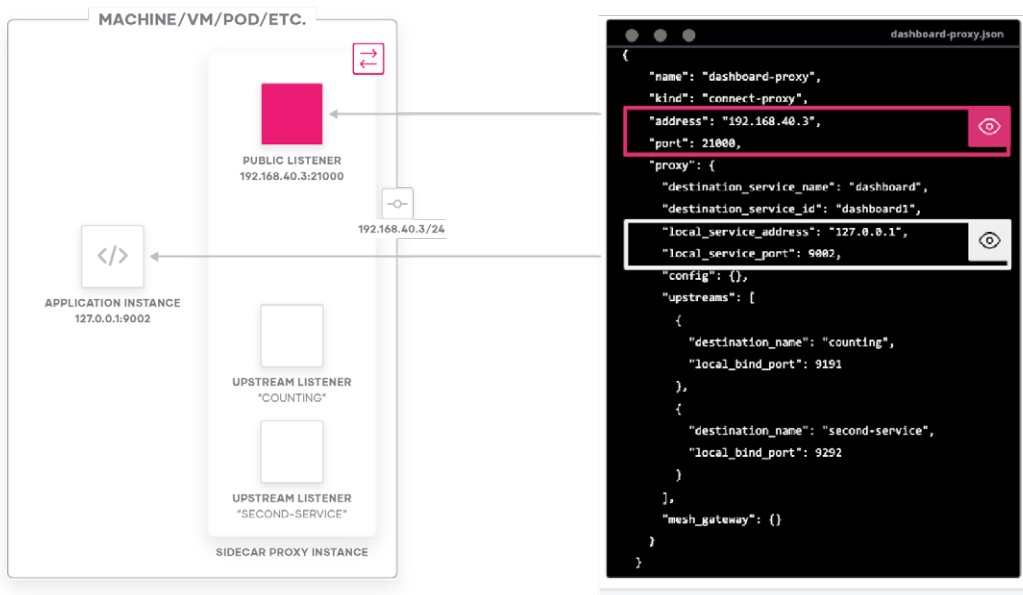 MACHINE/VM/POD/ETC.
PUBLIC LISTENER
192.168.40.3:21000
192.168.40.3/24
</>
APPLICATION INSTANCE
127.0.0.1:9002
UPSTREAM LISTENER
“COUNTING”
UPSTREAM LISTENER
“SECOND-SERVICE”
SIDECAR PROXY INSTANCE
dashboard-proxy.json
{
"name": "dashboard-proxy",
"kind": "connect-proxy",
"address": "192.168.40.3",
"port": 21000,
"proxy": {
"destination_service_name": "dashboard",
"destination_service_id": "dashboard1",
"local_service_address": "127.0.0.1",
"local_service_port": 9002,
"config": {},
"upstreams": [
{
"destination_name": "counting",
"local_bind_port": 9191
},
{
"destination_name": "second-service",
"local_bind_port": 9292
}
],
"mesh_gateway": {}
}
}